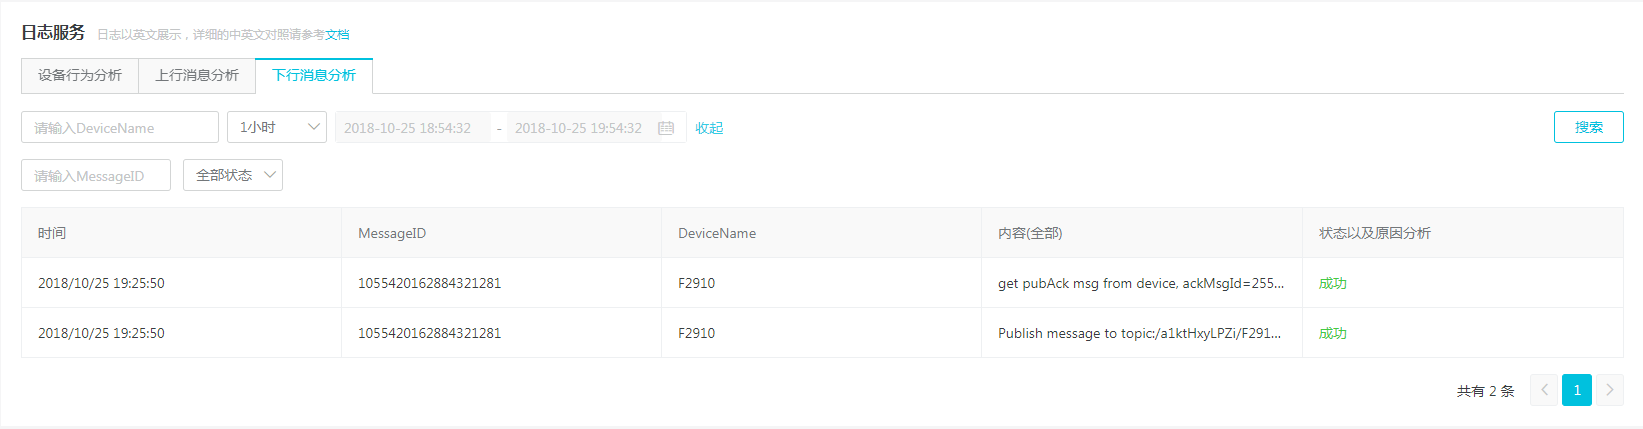 日志服务 日志以英文展示，详细的中英文对照请参考文档
设备行为分析 上行消息分析 下行消息分析
请输入DeviceName 1小时 2018-10-25 18:54:32 - 2018-10-25 19:54:32 收起 搜索
请输入MessageID 全部状态
时间 MessageID DeviceName 内容(全部) 状态以及原因分析
2018/10/25 19:25:50 1055420162884321281 F2910 get pubAck msg from device, ackMsgId=255... 成功
2018/10/25 19:25:50 1055420162884321281 F2910 Publish message to topic:/a1ktHxyLPZi/F291... 成功
共有 2 条 1